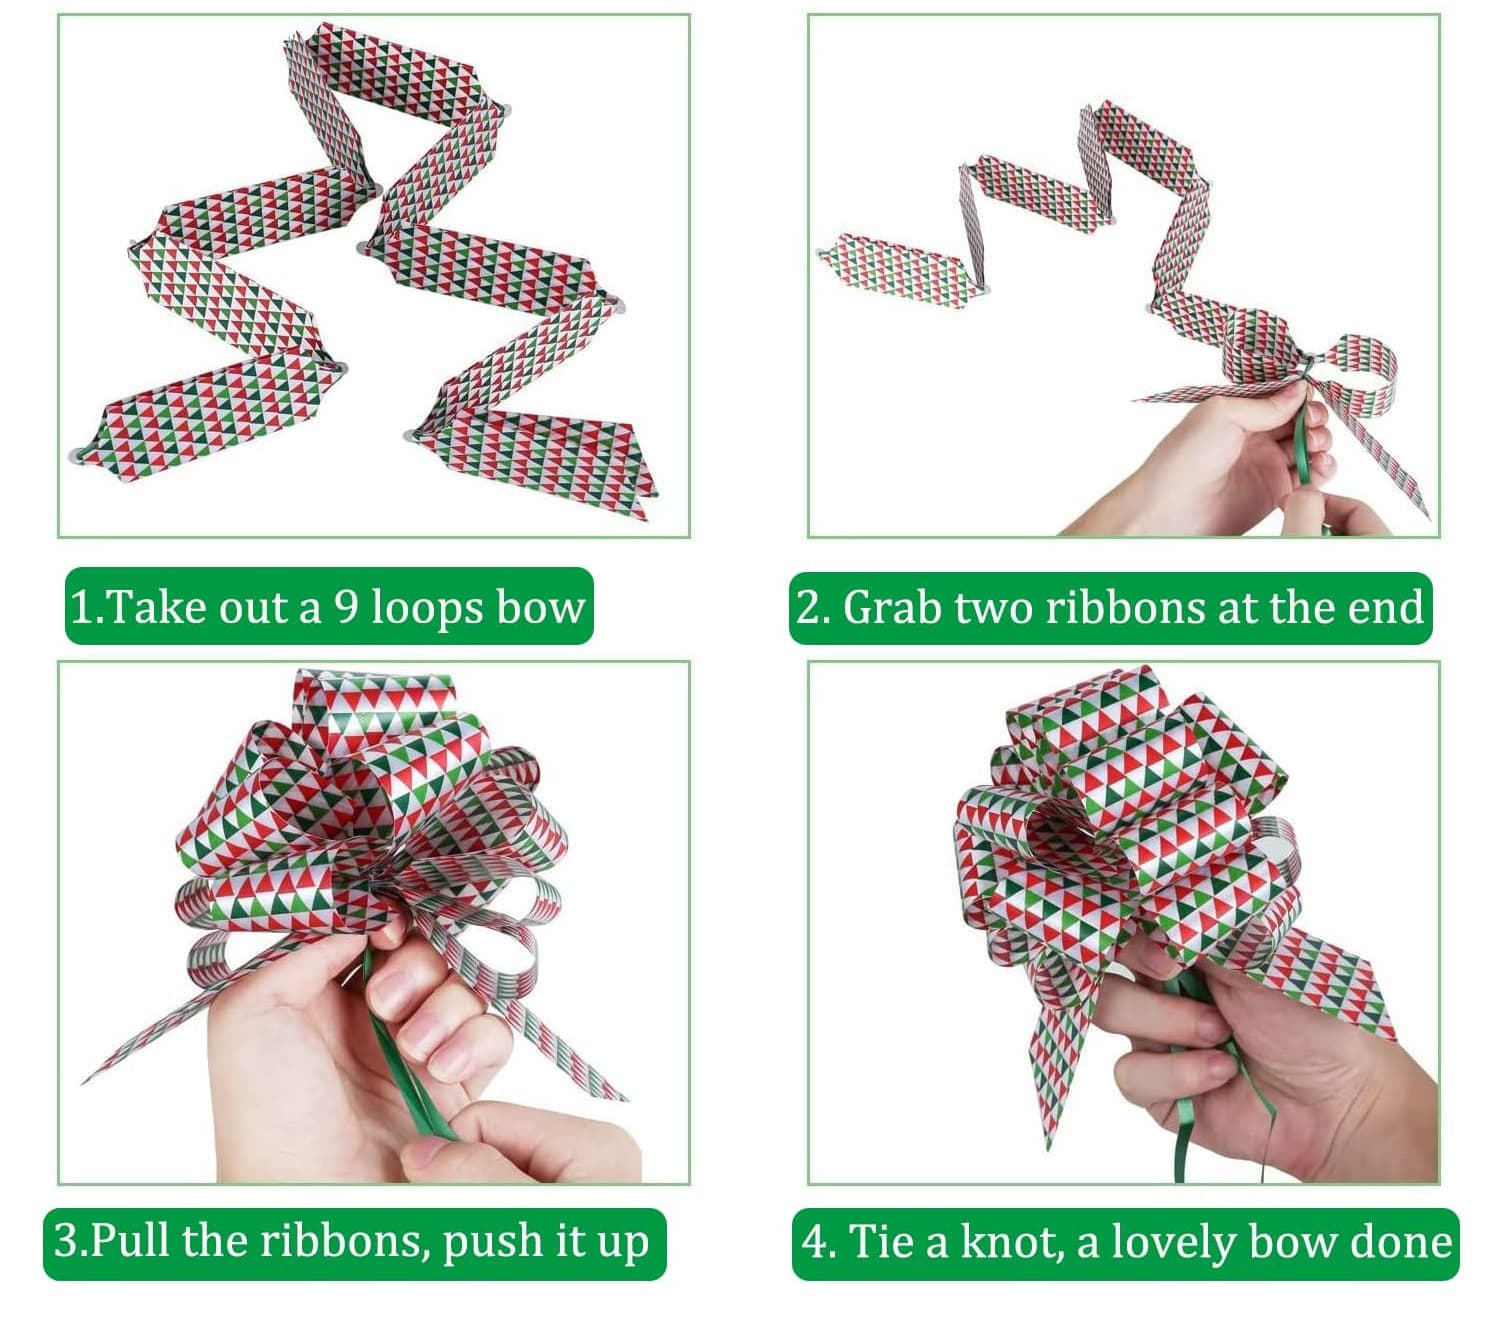 1.Take out a 9 loops bow
2. Grab two ribbons at the end
3.Pull the ribbons, push it up
4. Tie a knot, a lovely bow done